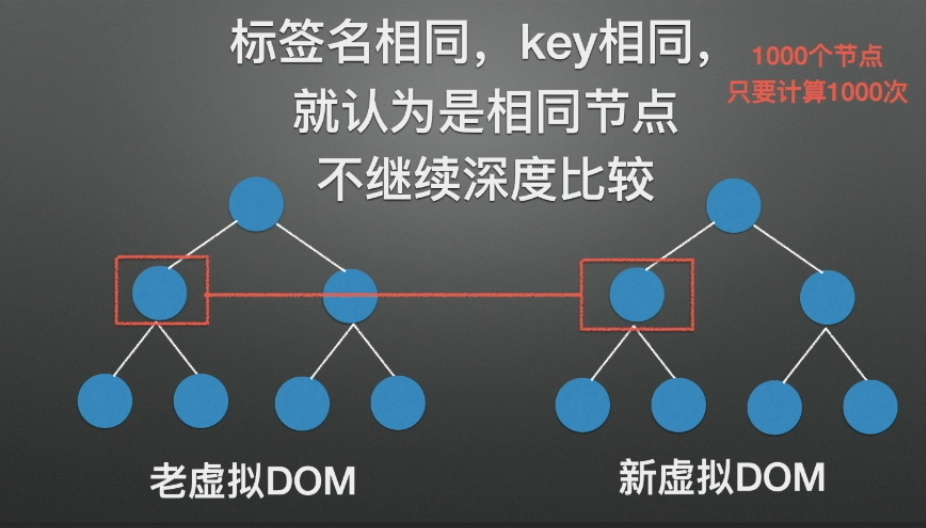 标签名相同，key相同，
就认为是相同节点
不继续深度比较
1000个节点
只要计算1000次
老虚拟DOM
新虚拟DOM